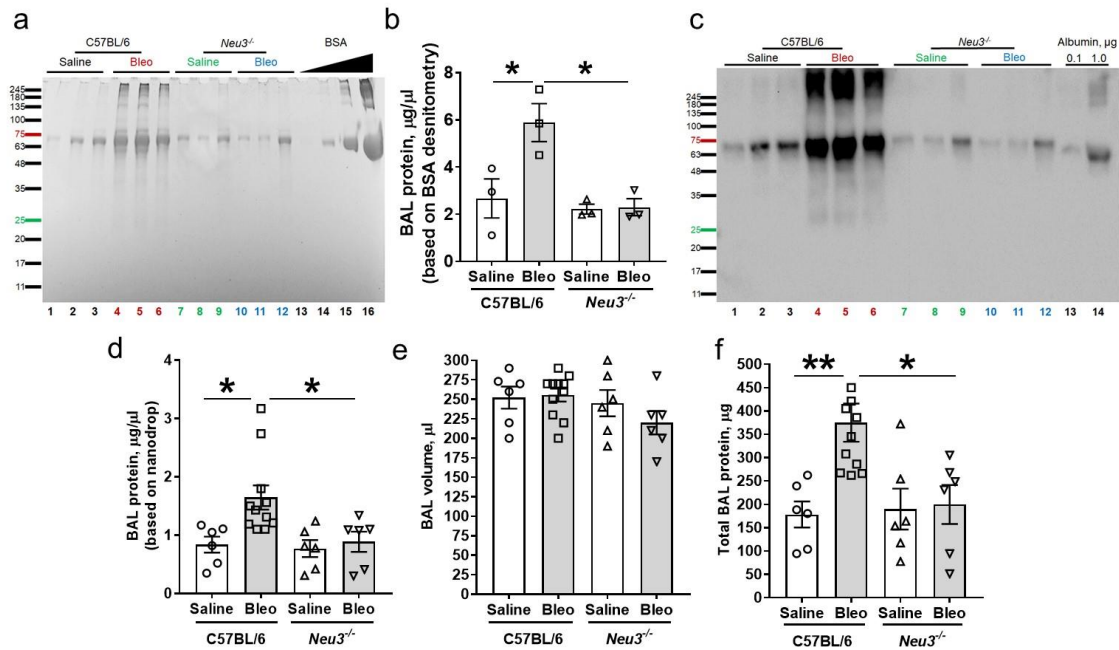 a
C57BL/6 Neu3-/- BSA
Saline Bleo Saline Bleo
245
180
135
100
75
63
48
35
25
20
17
11
1 2 3 4 5 6 7 8 9 10 11 12 13 14 15 16
b
BAL protein, µg/µl
(based on BSA desnitometry)
8
6
4
2
0
* *
Saline Bleo Saline Bleo
C57BL/6 Neu3-/-
c
C57BL/6 Neu3-/- Albumin, µg
Saline Bleo Saline Bleo 0.1 1.0
245
180
135
100
75
63
48
35
25
20
17
11
1 2 3 4 5 6 7 8 9 10 11 12 13 14
d
BAL protein, µg/µl
(based on nanodrop)
4
3
2
1
0
* *
Saline Bleo Saline Bleo
C57BL/6 Neu3-/-
e
BAL volume, µl
300
275
250
225
200
175
150
125
100
75
50
25
0
Saline Bleo Saline Bleo
C57BL/6 Neu3-/-
f
Total BAL protein, µg
500
450
400
350
300
250
200
150
100
50
0
** *
Saline Bleo Saline Bleo
C57BL/6 Neu3-/-